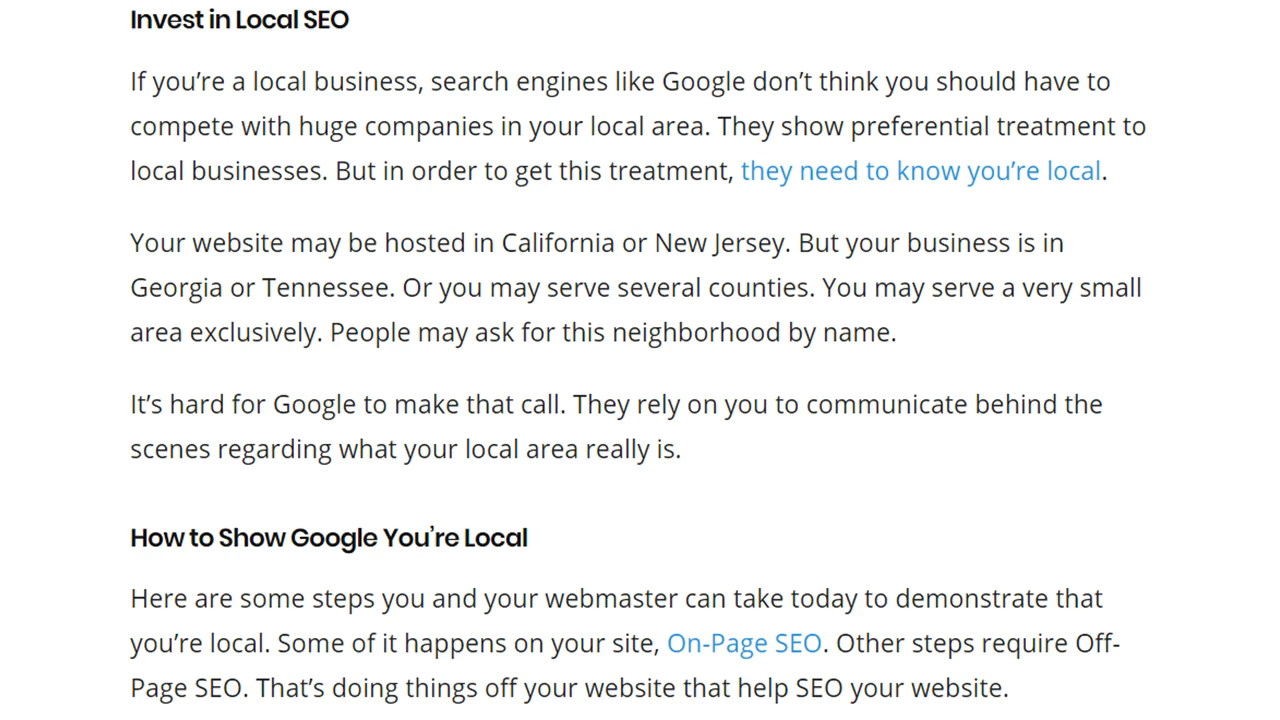 Invest in Local SEO
If you’re a local business, search engines like Google don’t think you should have to
compete with huge companies in your local area. They show preferential treatment to
local businesses. But in order to get this treatment, they need to know you’re local.
Your website may be hosted in California or New Jersey. But your business is in
Georgia or Tennessee. Or you may serve several counties. You may serve a very small
area exclusively. People may ask for this neighborhood by name.
It’s hard for Google to make that call. They rely on you to communicate behind the
scenes regarding what your local area really is.
How to Show Google You’re Local
Here are some steps you and your webmaster can take today to demonstrate that
you’re local. Some of it happens on your site, On-Page SEO. Other steps require Off-
Page SEO. That’s doing things off your website that help SEO your website.